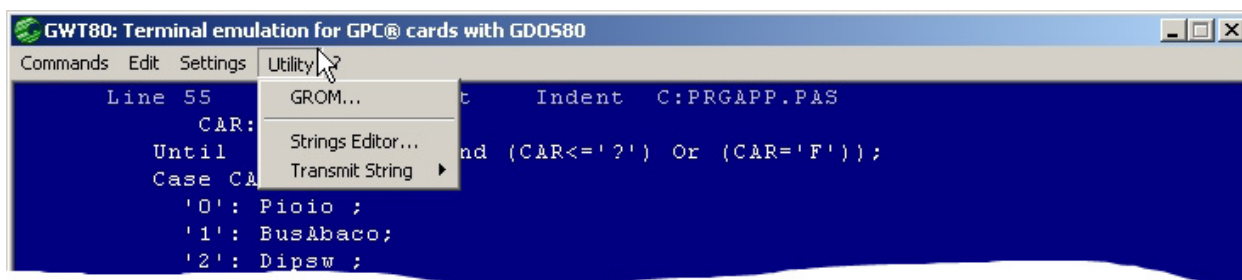 GWT80: Terminal emulation for GPC® cards with GDOS80
Commands Edit Settings Utility ?
Line 55 t Indent C:PRGAPP.PAS
GROM...
CAR:
Strings Editor...
Until nd (CAR<='?') Or (CAR='F'));
Transmit String
Case CA
'0': Pioio ;
'1': BusAbaco;
'2': Dipsw ;